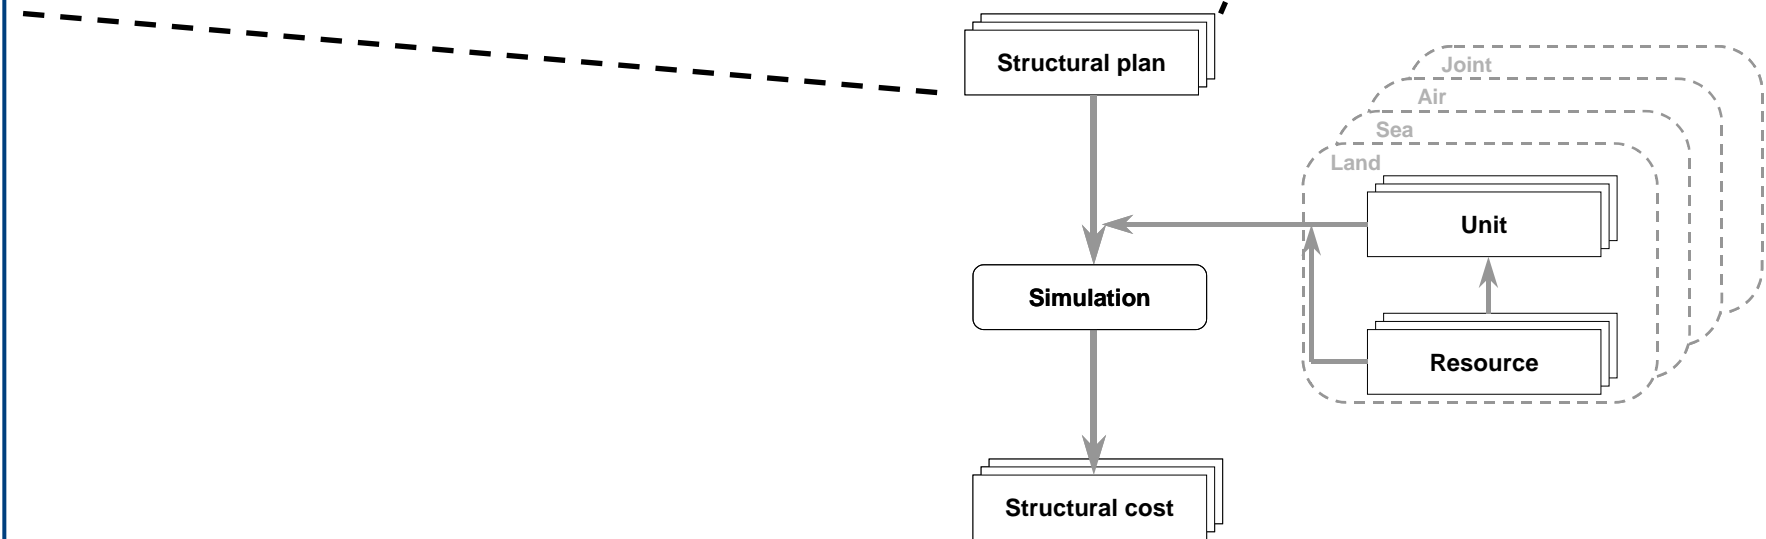 Structural plan
Joint
Air
Sea
Land
Unit
Simulation
Resource
Structural cost